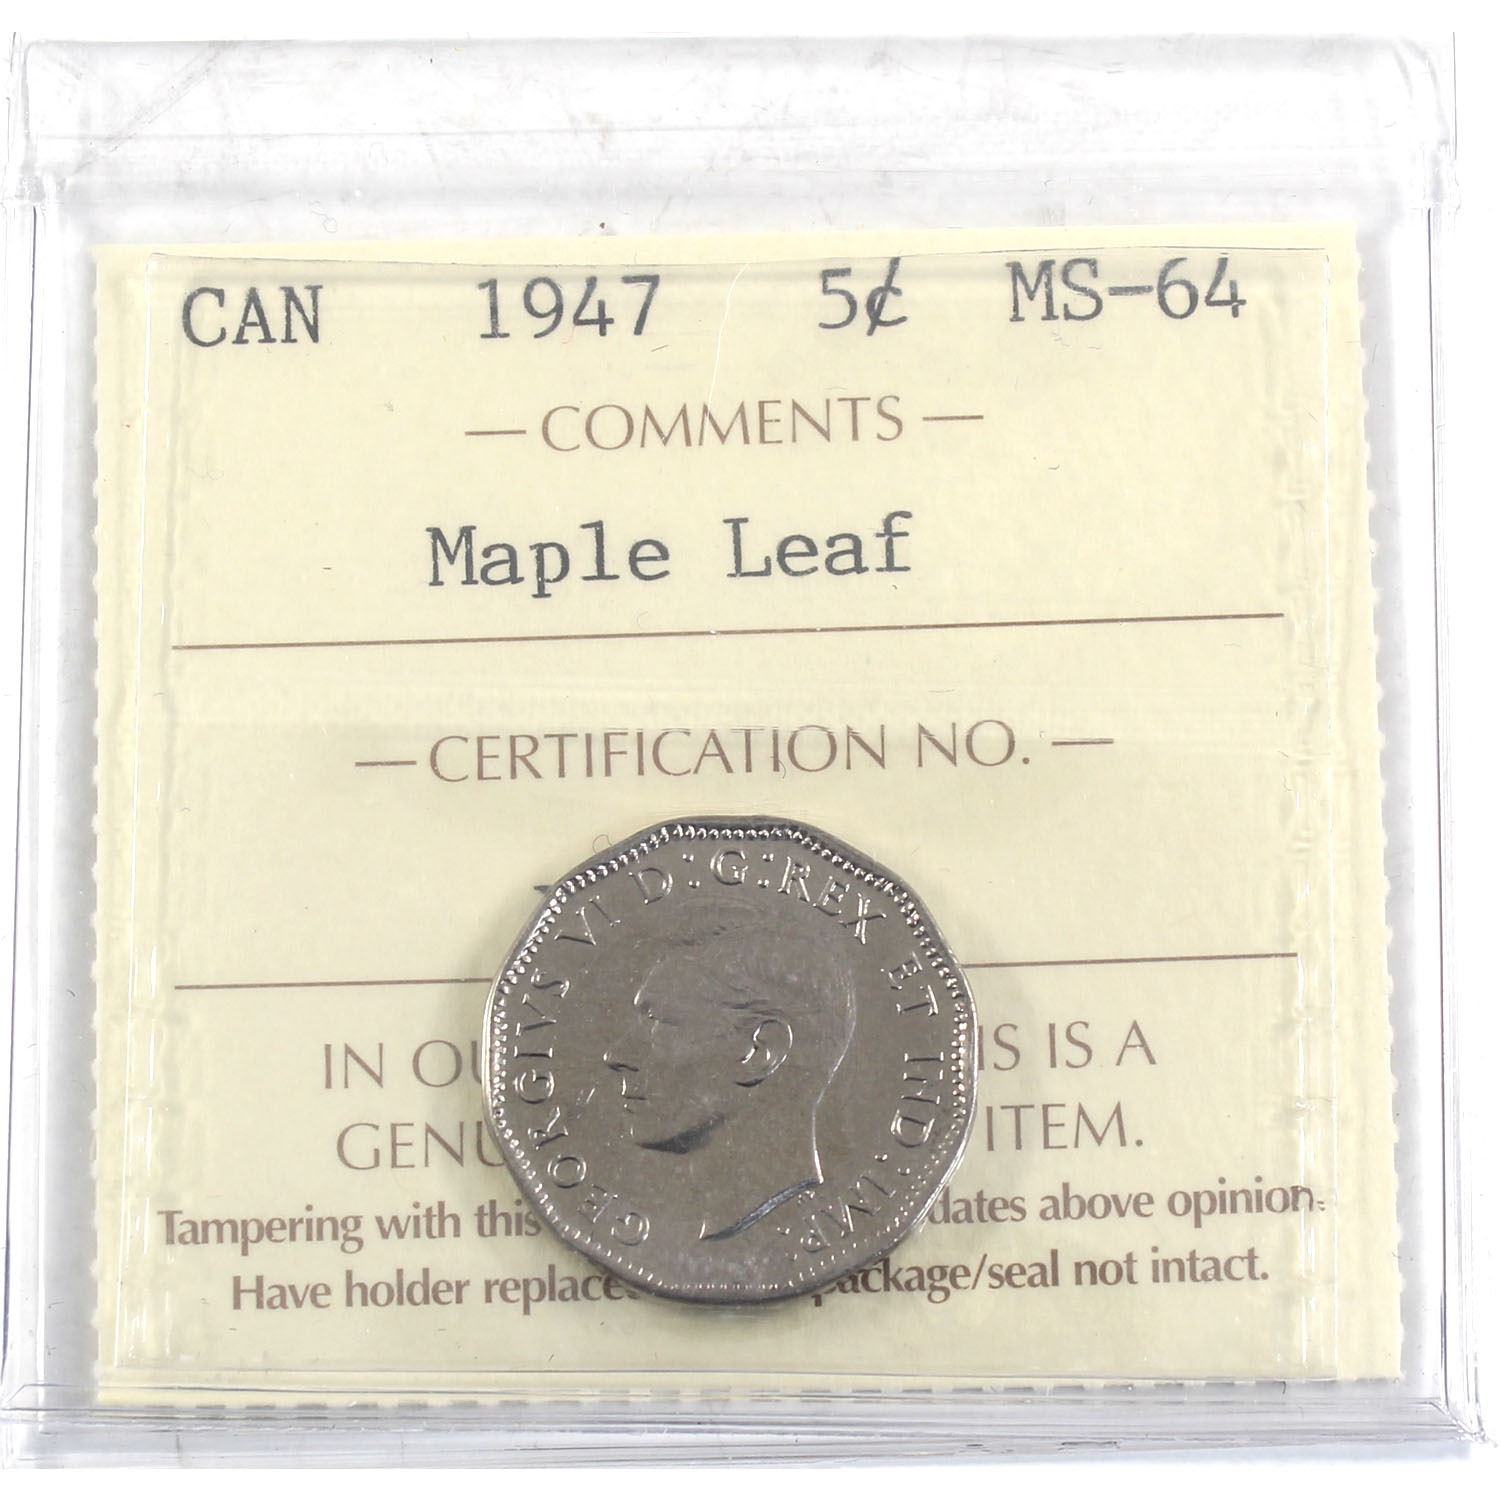 CAN 1947 5¢ MS-64
— COMMENTS —
Maple Leaf
— CERTIFICATION NO. —
GEORGIVS VI D:G:REX ET IND:IMP:
IN OU IS IS A
GENU ITEM.
Tampering with this dates above opinion.
Have holder replace package/seal not intact.